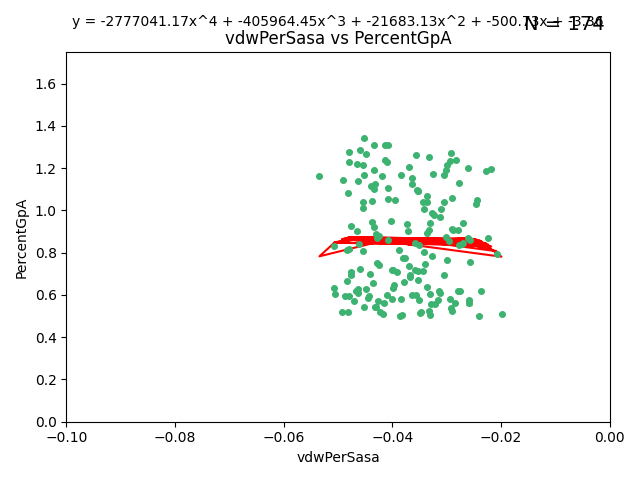 y = -2777041.17x^4 + -405964.45x^3 + -21683.13x^2 + -500.73x +
N = 174
vdwPerSasa vs PercentGpA
1.6
1.4
1.2
1.0
0.8
0.6
0.4
0.2
0.0
PercentGpA
−0.10 −0.08 −0.06 −0.04 −0.02 0.00
vdwPerSasa